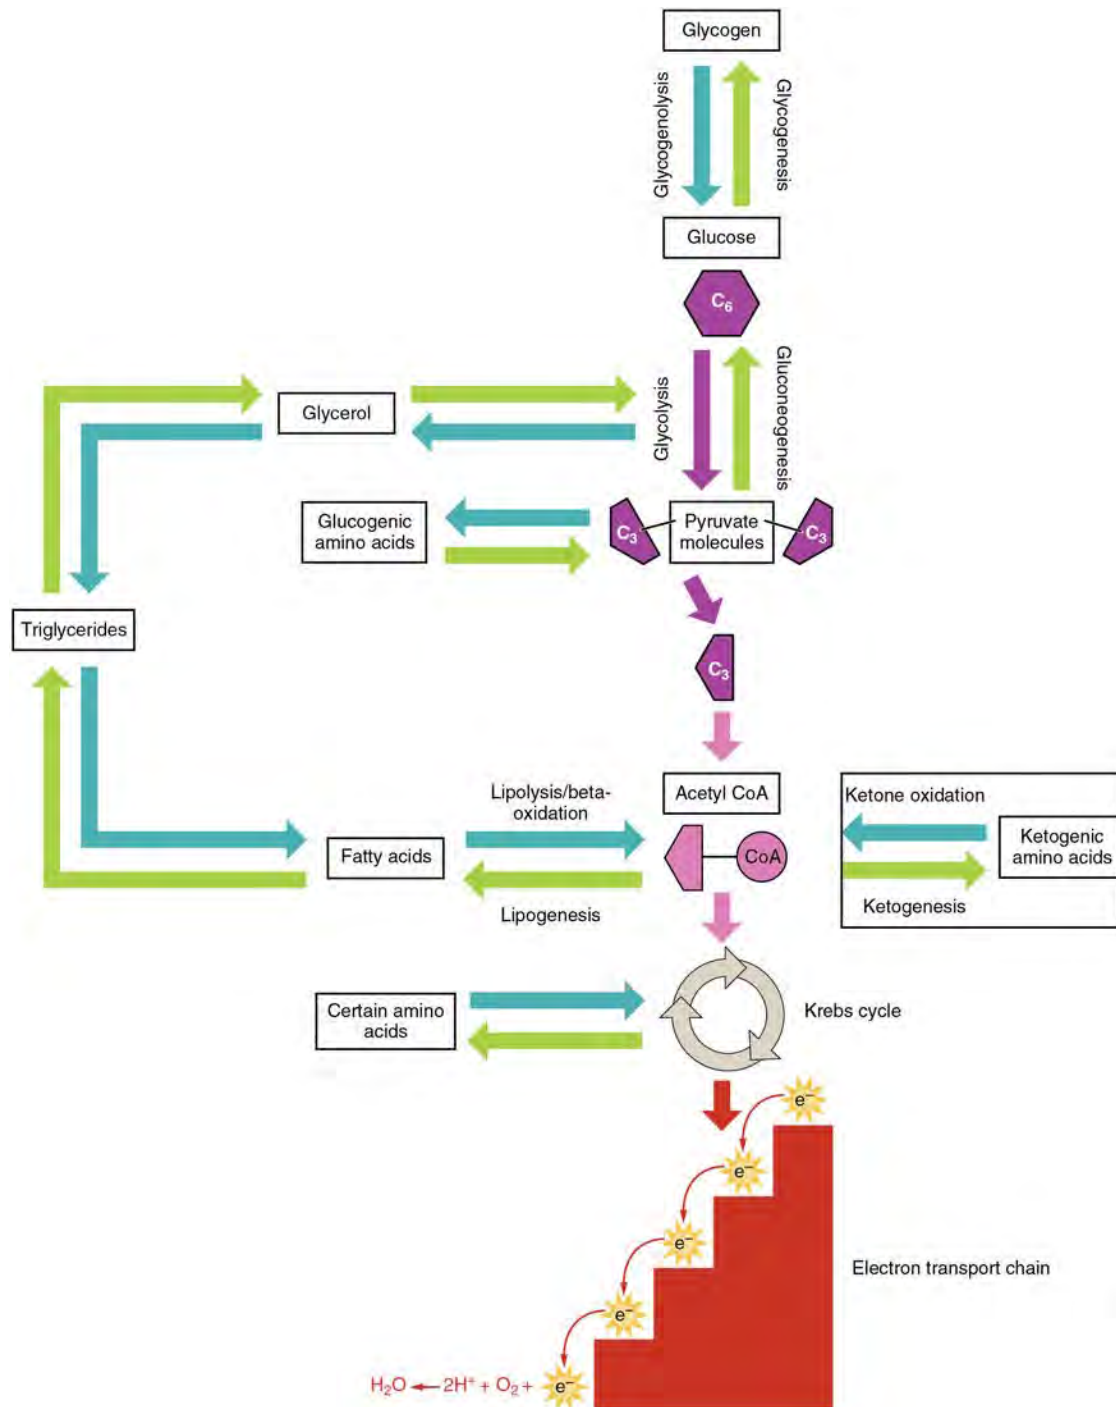 Glycogen
Glycogenolysis
Glycogenesis
Glucose
C₆
Glycolysis
Gluconeogenesis
Glycerol
Glucogenic
amino acids
C₃
Pyruvate
molecules
C₃
Triglycerides
C₃
Acetyl CoA
Lipolysis/beta-
oxidation
Fatty acids
Lipogenesis
CoA
Ketone oxidation
Ketogenic
amino acids
Ketogenesis
Certain amino
acids
Krebs cycle
e⁻
e⁻
e⁻
e⁻
Electron transport chain
H₂O ← 2H⁺ + O₂ + e⁻